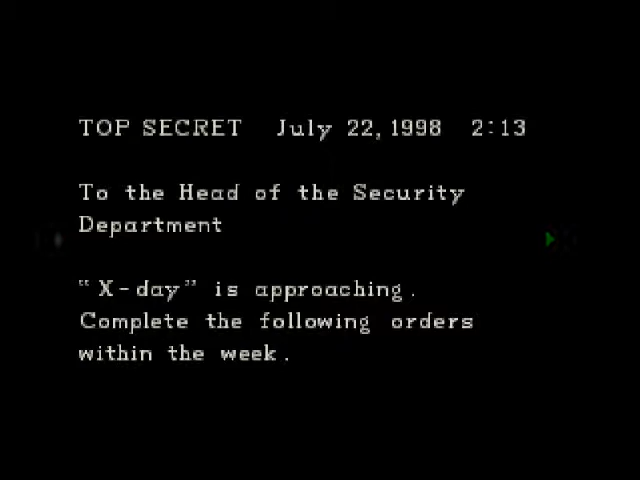 TOP SECRET July 22, 1998 2:13
To the Head of the Security
Department
"X-day" is approaching.
Complete the following orders
within the week.